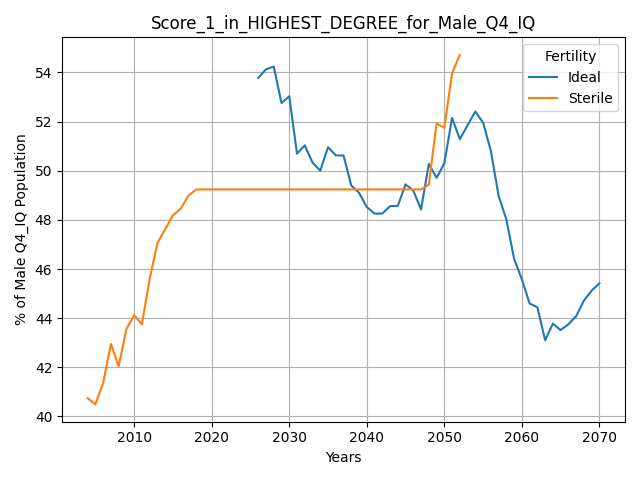 Score_1_in_HIGHEST_DEGREE_for_Male_Q4_IQ
% of Male Q4_IQ Population
54
52
50
48
46
44
42
40
Fertility
Ideal
Sterile
2010
2020
2030
2040
2050
2060
2070
Years